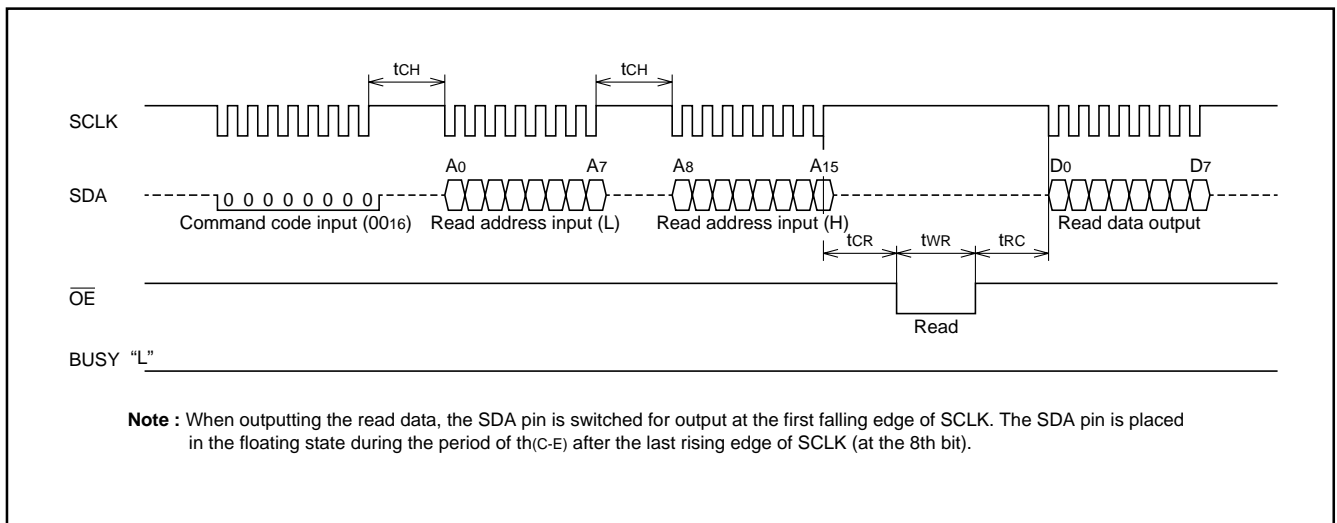 tCH tCH
SCLK
A0 A7 A8 A15 D0 D7
SDA
0 0 0 0 0 0 0 0
Command code input (0016) Read address input (L) Read address input (H) Read data output
tCR tWR tRC
OE
Read
BUSY “L”
Note : When outputting the read data, the SDA pin is switched for output at the first falling edge of SCLK. The SDA pin is placed
in the floating state during the period of th(C-E) after the last rising edge of SCLK (at the 8th bit).